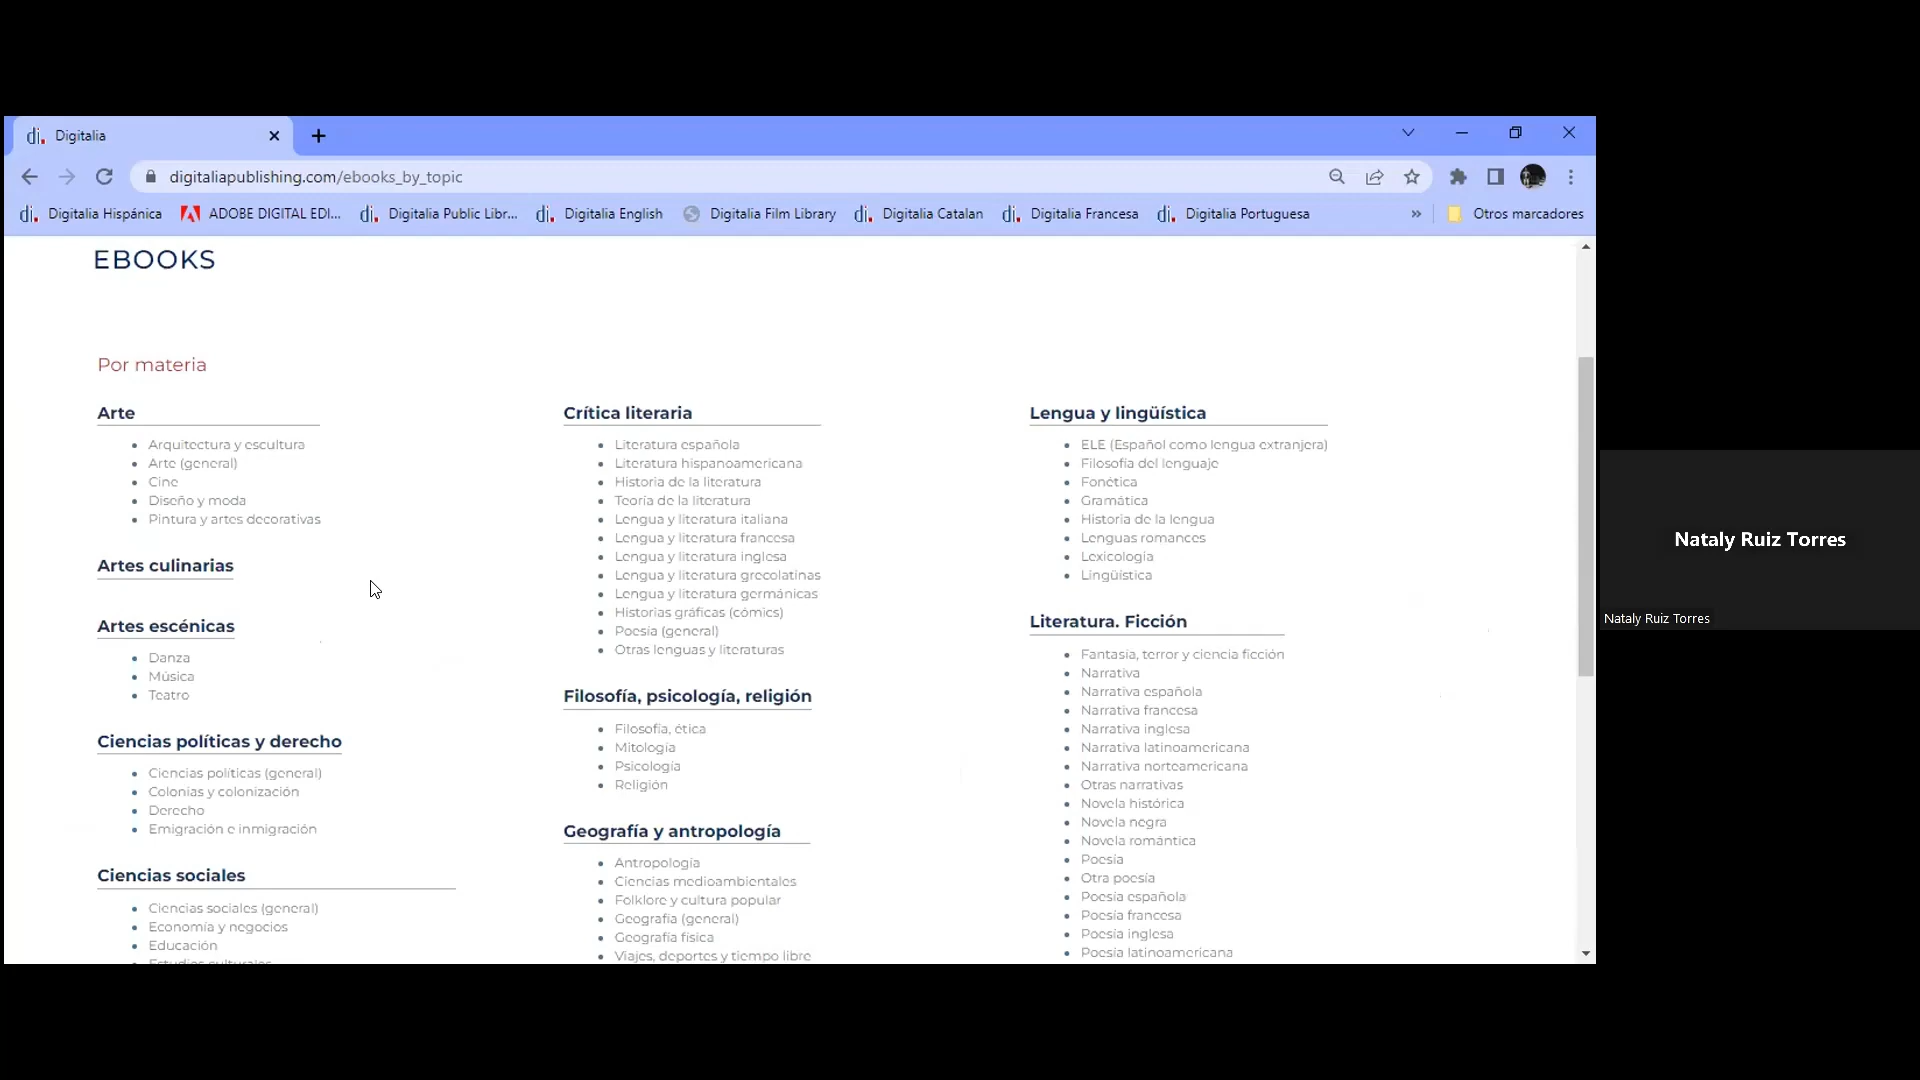 di. Digitalia
digitaliapublishing.com/ebooks_by_topic
di. Digitalia Hispánica
ADOBE DIGITAL EDI...
di. Digitalia Public Libr...
di. Digitalia English
Digitalia Film Library
di. Digitalia Catalan
di. Digitalia Francesa
di. Digitalia Portuguesa
»
Otros marcadores
EBOOKS
Por materia
Arte
Arquitectura y escultura
Arte (general)
Cine
Diseño y moda
Pintura y artes decorativas
Artes culinarias
Artes escénicas
Danza
Música
Teatro
Ciencias políticas y derecho
Ciencias políticas (general)
Colonias y colonización
Derecho
Emigración e inmigración
Ciencias sociales
Ciencias sociales (general)
Economía y negocios
Educación
Estudios culturales
Crítica literaria
Literatura española
Literatura hispanoamericana
Historia de la literatura
Teoría de la literatura
Lengua y literatura italiana
Lengua y literatura francesa
Lengua y literatura inglesa
Lengua y literatura grecolatinas
Lengua y literatura germánicas
Historias gráficas (cómics)
Poesía (general)
Otras lenguas y literaturas
Filosofía, psicología, religión
Filosofía, ética
Mitología
Psicología
Religión
Geografía y antropología
Antropología
Ciencias medioambientales
Folklore y cultura popular
Geografía (general)
Geografía física
Viajes, deportes y tiempo libre
Lengua y lingüística
ELE (Español como lengua extranjera)
Filosofía del lenguaje
Fonética
Gramática
Historia de la lengua
Lenguas romances
Lexicología
Lingüística
Literatura. Ficción
Fantasía, terror y ciencia ficción
Narrativa
Narrativa española
Narrativa francesa
Narrativa inglesa
Narrativa latinoamericana
Narrativa norteamericana
Otras narrativas
Novela histórica
Novela negra
Novela romántica
Poesía
Otra poesía
Poesía española
Poesía francesa
Poesía inglesa
Poesía latinoamericana
Nataly Ruiz Torres
Nataly Ruiz Torres